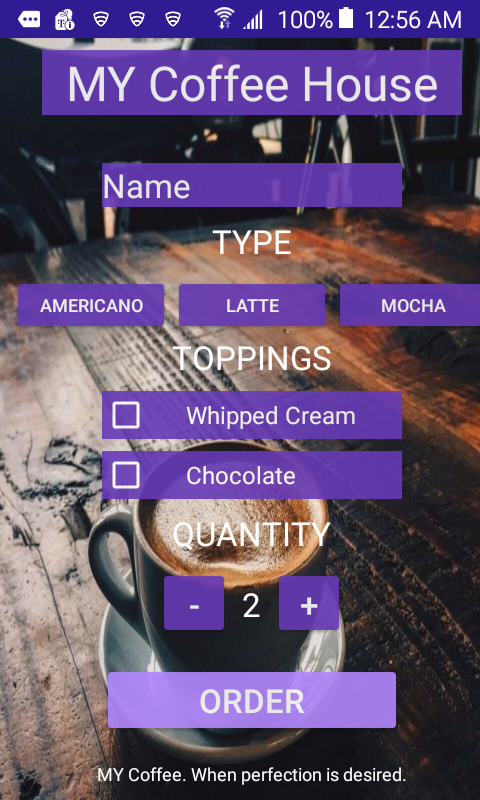 100% 12:56 AM
MY Coffee House
Name
TYPE
AMERICANO LATTE MOCHA
TOPPINGS
Whipped Cream
Chocolate
QUANTITY
- 2 +
ORDER
MY Coffee. When perfection is desired.